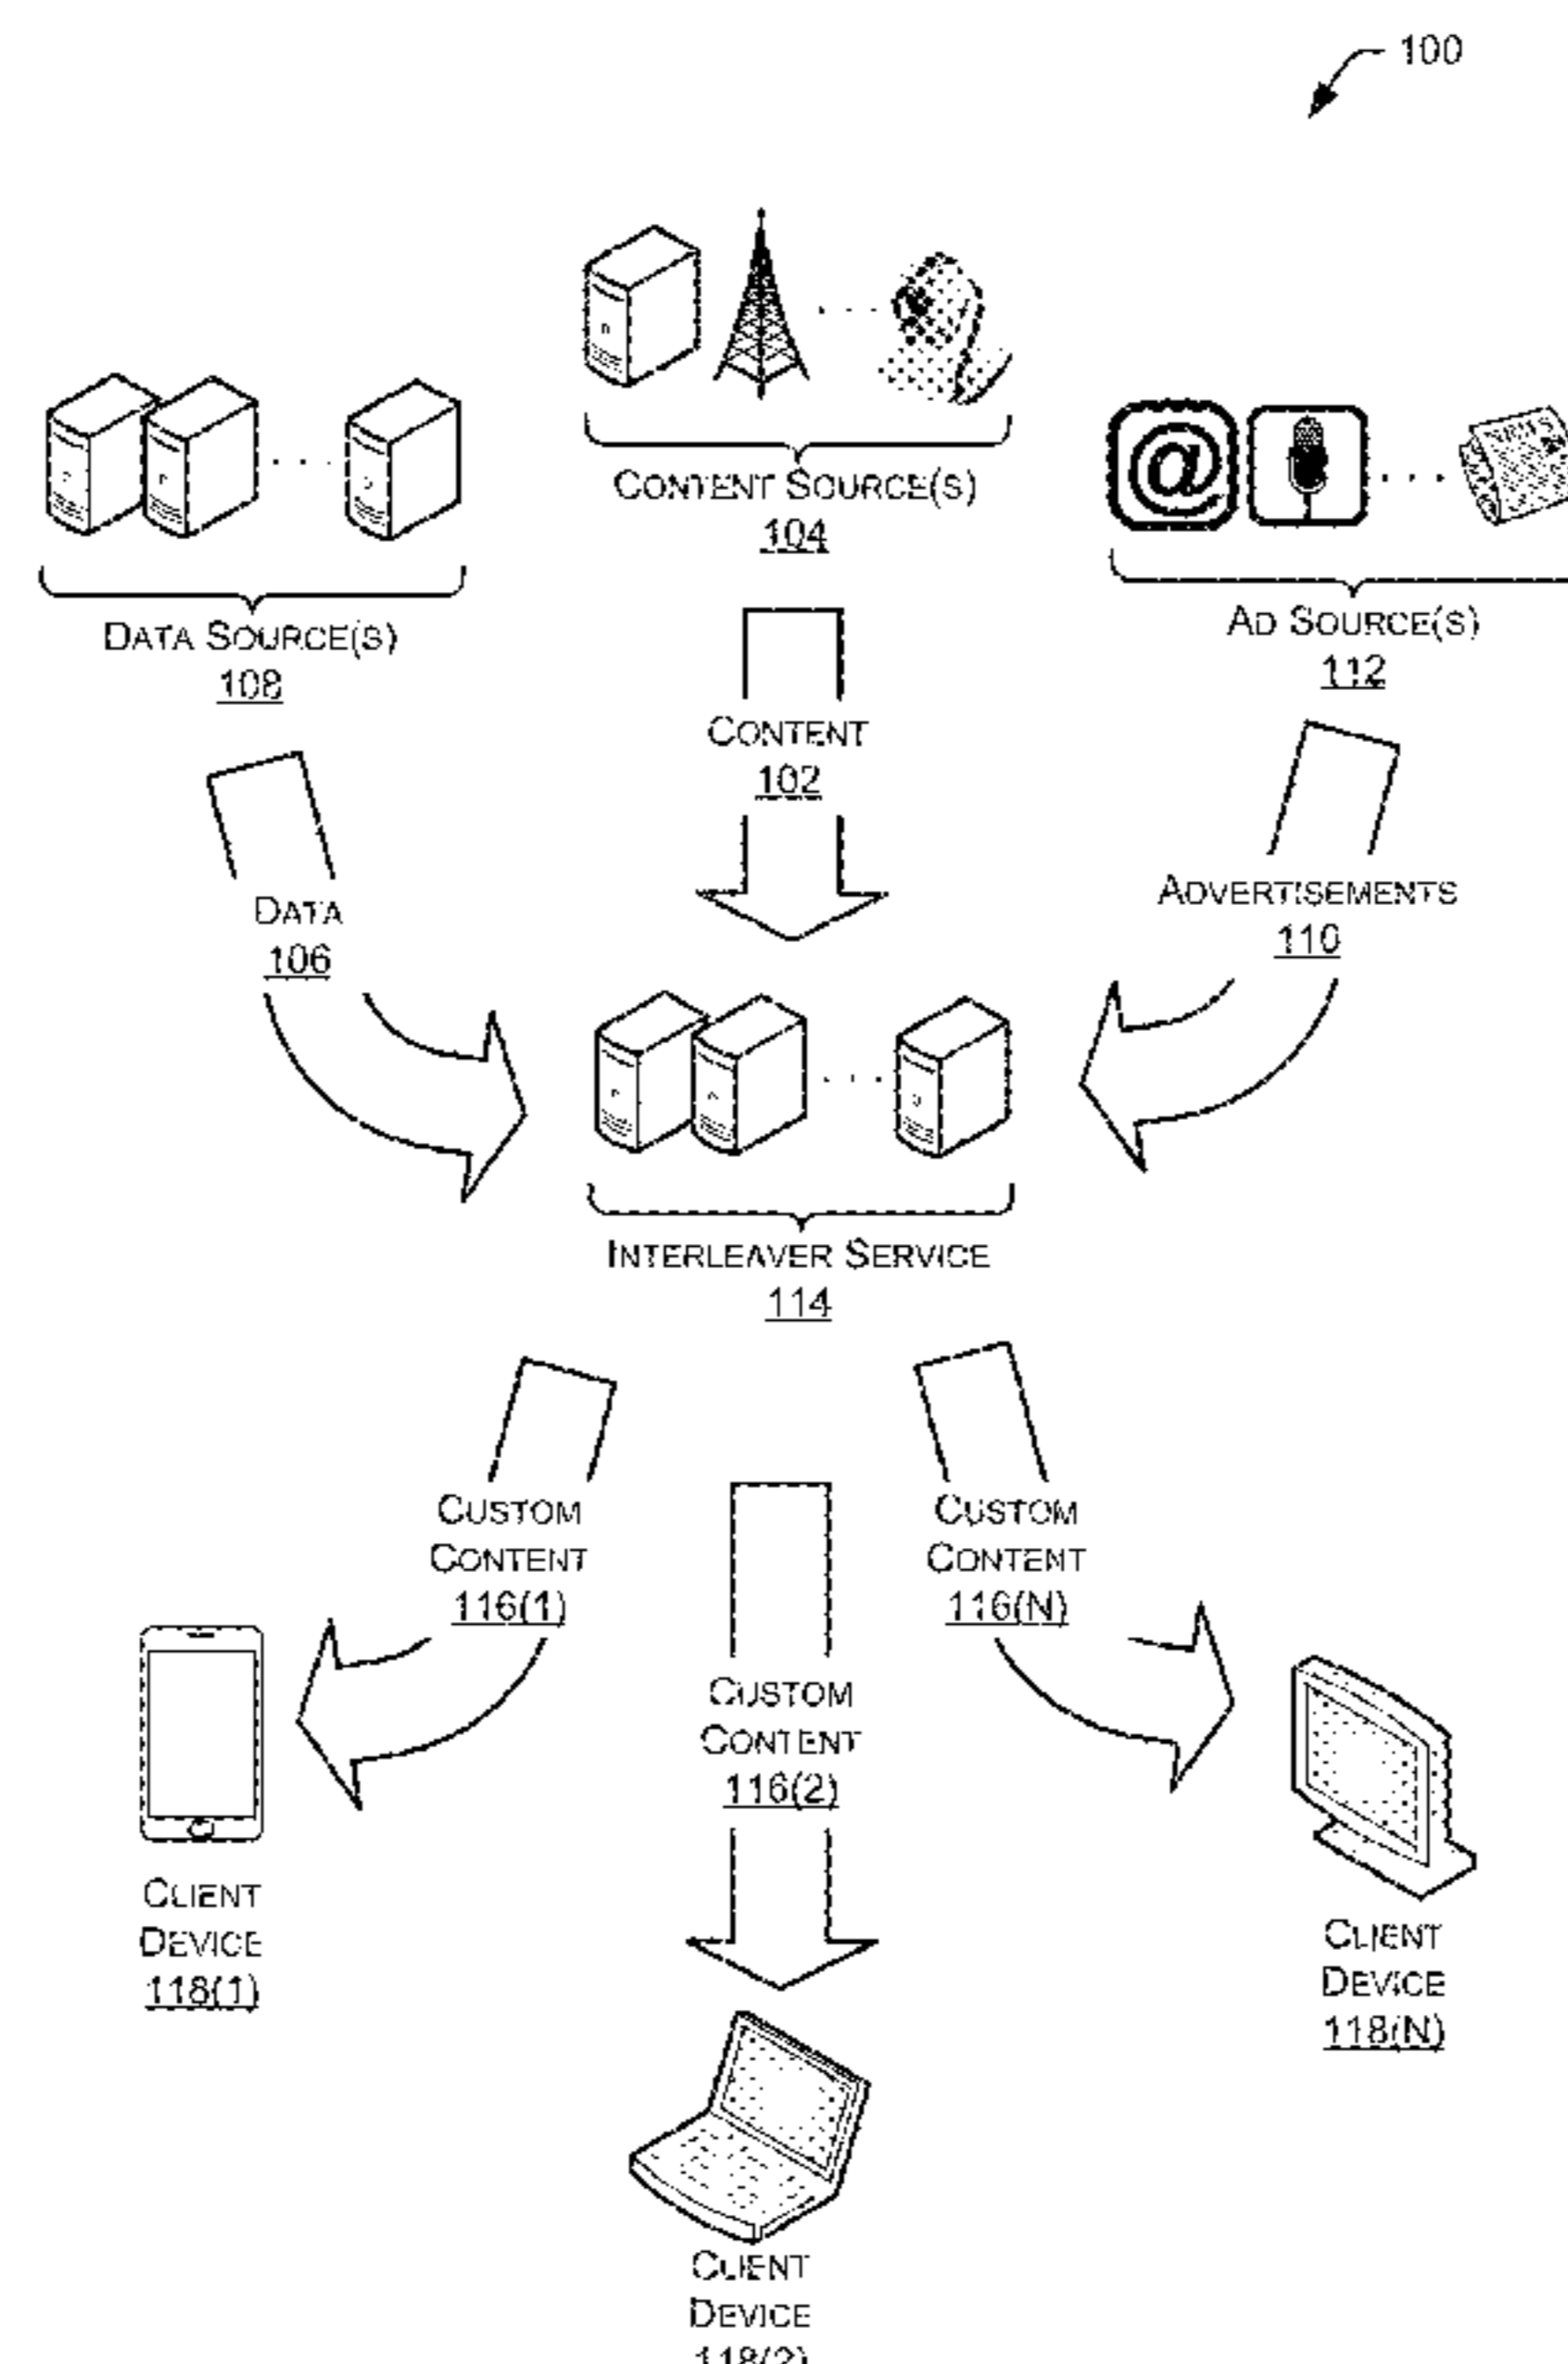 100
CONTENT SOURCE(S)
104
DATA SOURCE(S)
108
AD SOURCE(S)
112
CONTENT
102
DATA
106
ADVERTISEMENTS
110
INTERLEAVER SERVICE
114
CUSTOM
CONTENT
116(1)
CUSTOM
CONTENT
116(N)
CUSTOM
CONTENT
116(2)
CLIENT
DEVICE
118(1)
CLIENT
DEVICE
118(N)
CLIENT
DEVICE
118(2)